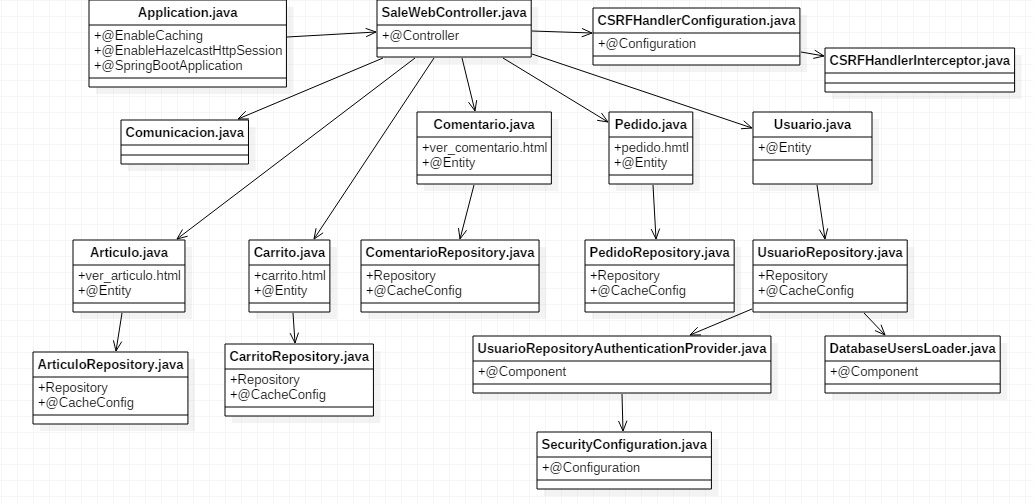 Application.java
+@EnableCaching
+@EnableHazelcastHttpSession
+@SpringBootApplication
SaleWebController.java
+@Controller
CSRFHandlerConfiguration.java
+@Configuration
CSRFHandlerInterceptor.java
Comunicacion.java
Comentario.java
+ver_comentario.html
+@Entity
Pedido.java
+pedido.hmtl
+@Entity
Usuario.java
+@Entity
Articulo.java
+ver_articulo.html
+@Entity
Carrito.java
+carrito.html
+@Entity
ComentarioRepository.java
+Repository
+@CacheConfig
PedidoRepository.java
+Repository
+@CacheConfig
UsuarioRepository.java
+Repository
+@CacheConfig
ArticuloRepository.java
+Repository
+@CacheConfig
CarritoRepository.java
+Repository
+@CacheConfig
UsuarioRepositoryAuthenticationProvider.java
+@Component
DatabaseUsersLoader.java
+@Component
SecurityConfiguration.java
+@Configuration